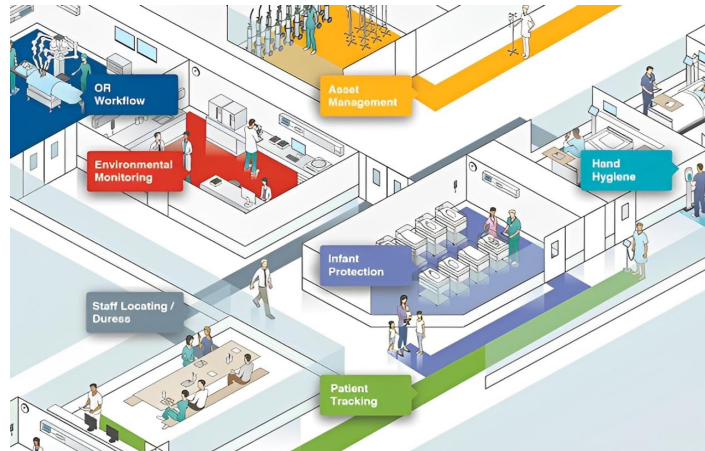 OR
Workflow
Asset
Management
Environmental
Monitoring
Hand
Hygiene
Infant
Protection
Staff Locating /
Duress
Patient
Tracking